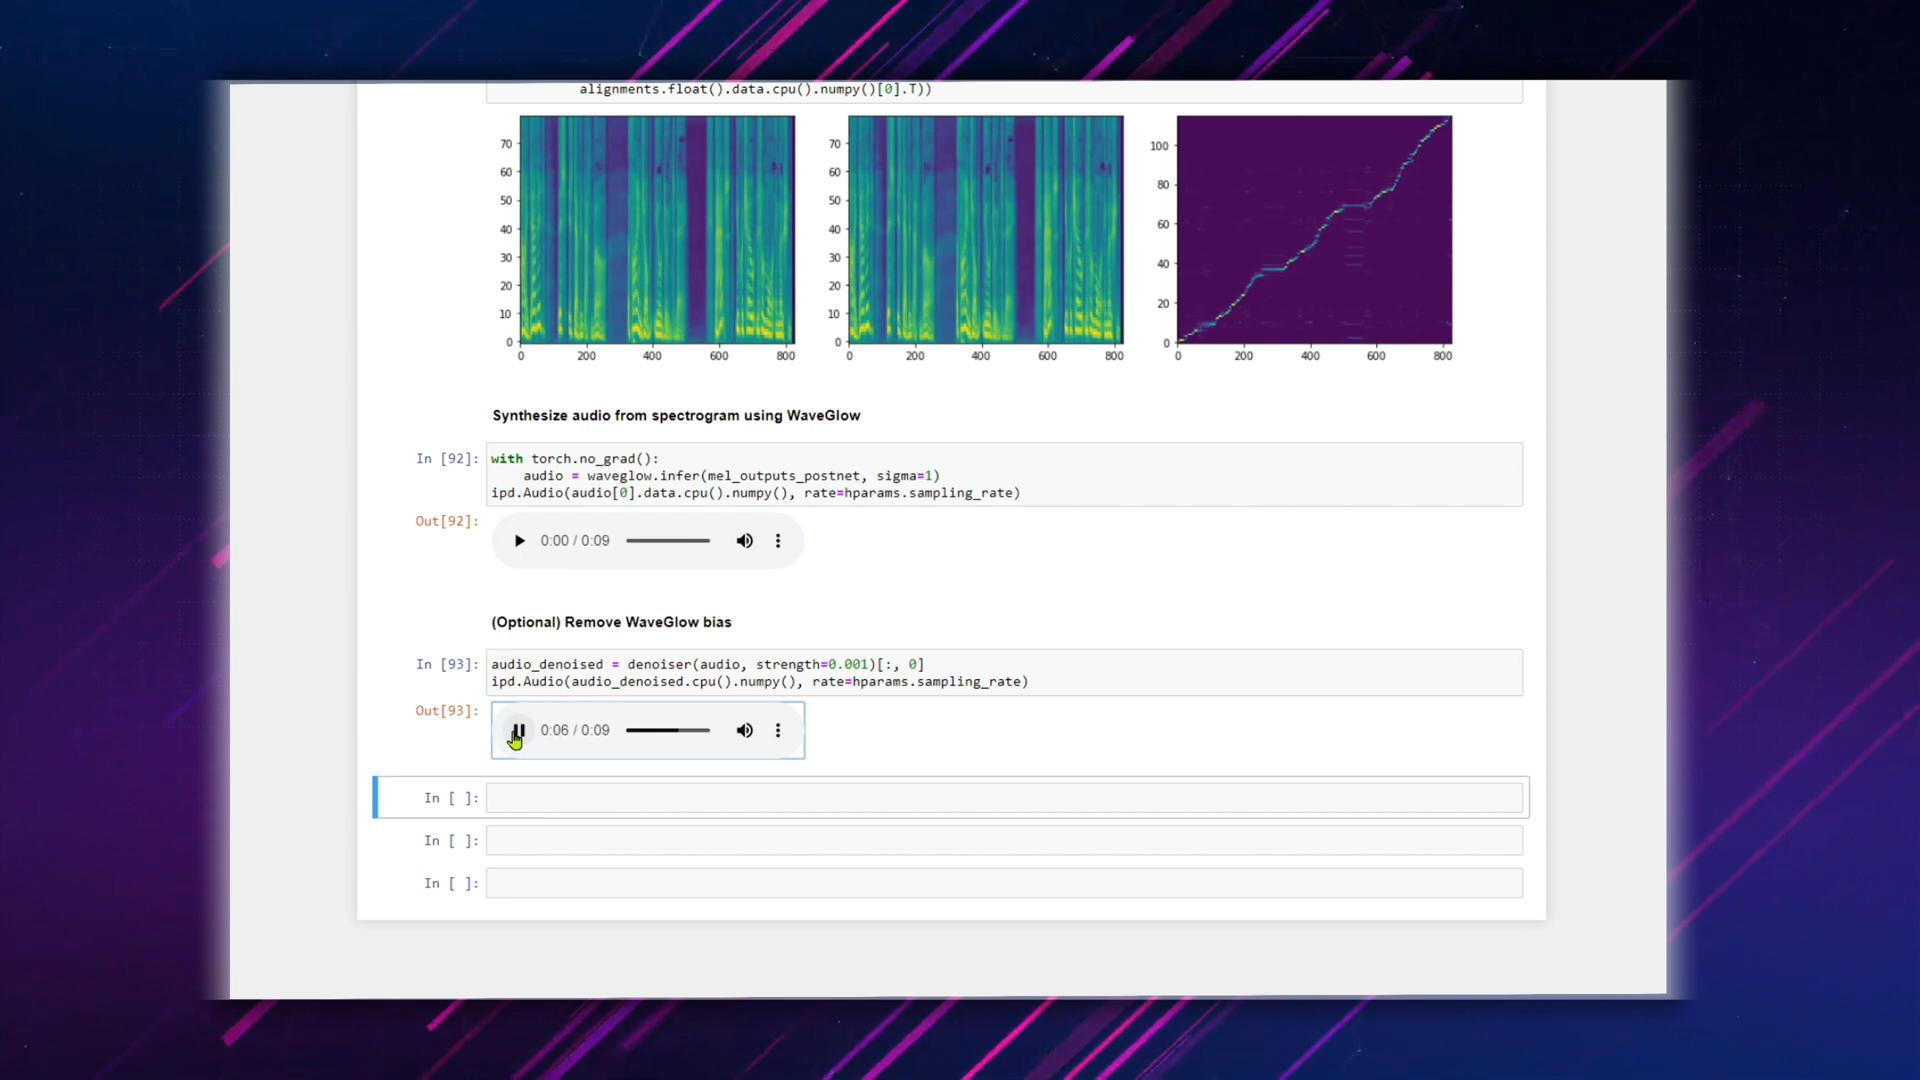 alignments.float().data.cpu().numpy()[0].T))
70 70 100
60 60
50 50 80
40 40 60
30 30 40
20 20
10 10 20
0 0 0
0 200 400 600 800 0 200 400 600 800 0 200 400 600 800
Synthesize audio from spectrogram using WaveGlow
In [92]: with torch.no_grad():
audio = waveglow.infer(mel_outputs_postnet, sigma=1)
ipd.Audio(audio[0].data.cpu().numpy(), rate=hparams.sampling_rate)
Out[92]:
0:00 / 0:09
(Optional) Remove WaveGlow bias
In [93]: audio_denoised = denoiser(audio, strength=0.001)[:, 0]
ipd.Audio(audio_denoised.cpu().numpy(), rate=hparams.sampling_rate)
Out[93]:
0:06 / 0:09
In [ ]:
In [ ]:
In [ ]: